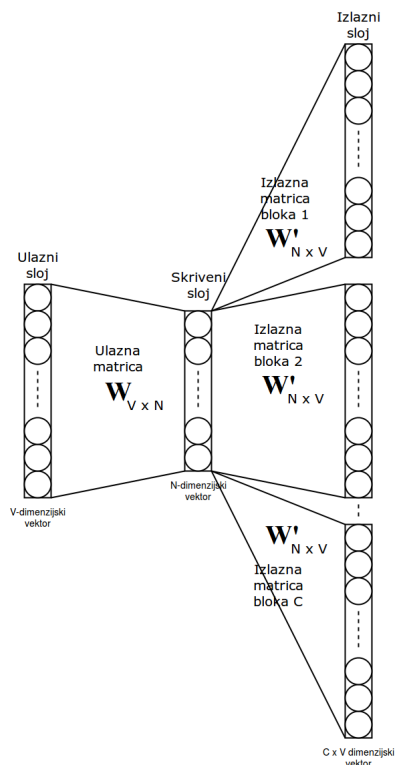 Izlazni
sloj
Izlazna
matrica
bloka 1
W'
N x V
Ulazni
sloj
Skriveni
sloj
Ulazna
matrica
W
V x N
Izlazna
matrica
bloka 2
W'
N x V
V-dimenzijski
vektor
N-dimenzijski
vektor
W'
N x V
Izlazna
matrica
bloka C
C x V dimenzijski
vektor